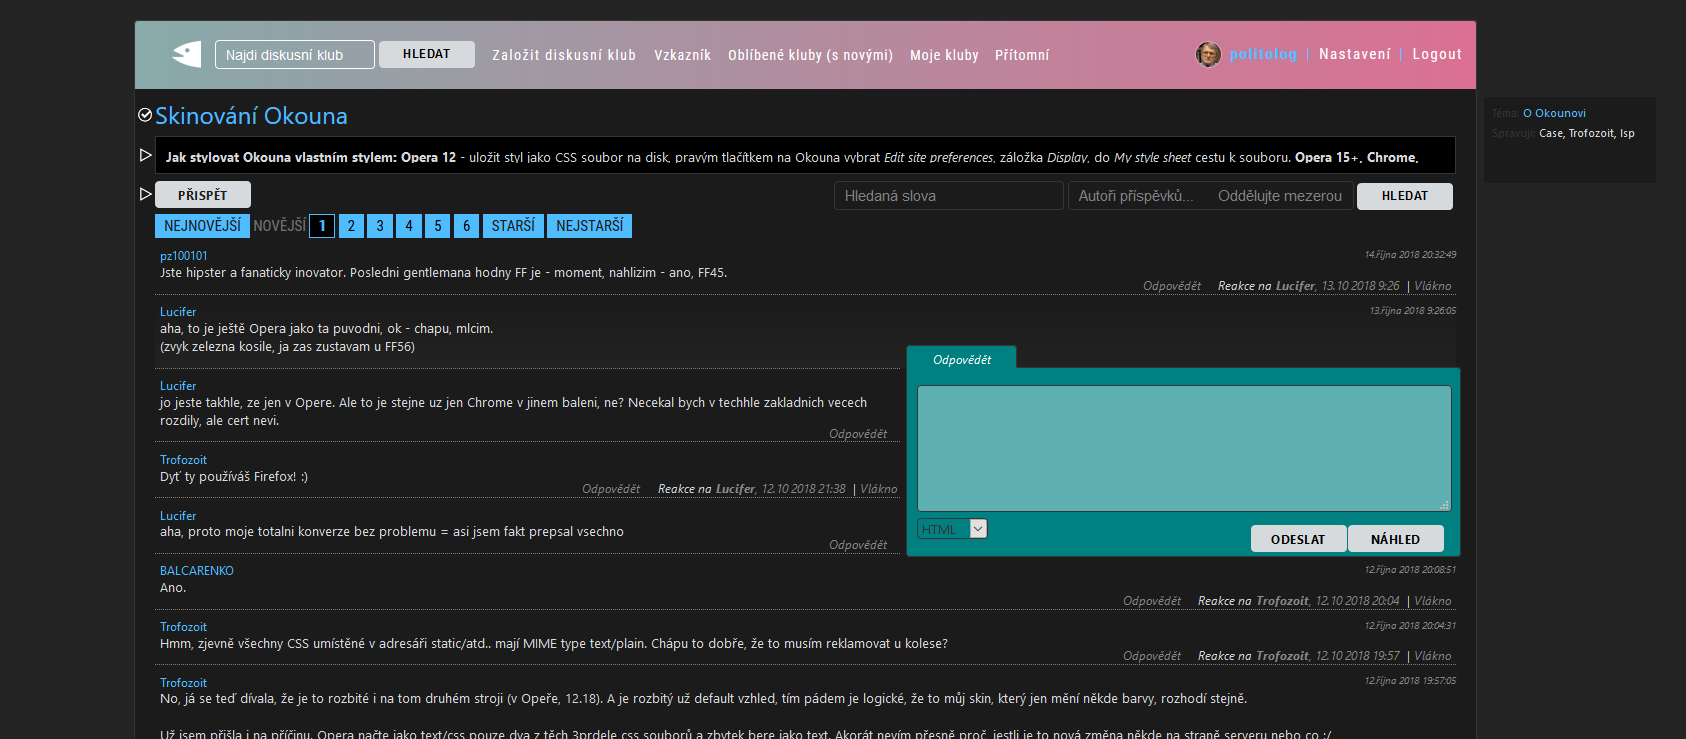 Najdi diskusní klub HLEDAT Založit diskusní klub Vzkazník Oblíbené kluby (s novými) Moje kluby Přítomní politolog | Nastavení | Logout
Skinování Okouna
Téma: O Okounovi
Spravují: Case, Trofozoit, lsp
Jak stylovat Okouna vlastním stylem: Opera 12 - uložit styl jako CSS soubor na disk, pravým tlačítkem na Okouna vybrat Edit site preferences, záložka Display, do My style sheet cestu k souboru. Opera 15+, Chrome,
PŘISPĚT Hledaná slova Autoři příspěvků... Oddělujte mezerou HLEDAT
NEJNOVĚJŠÍ NOVĚJŠÍ 1 2 3 4 5 6 STARŠÍ NEJSTARŠÍ
pz100101 14.října 2018 20:32:49
Jste hipster a fanaticky inovator. Posledni gentlemana hodny FF je - moment, nahlizim - ano, FF45.
Odpovědět Reakce na Lucifer, 13.10 2018 9:26 | Vlákno
Lucifer 13.října 2018 9:26:05
aha, to je ještě Opera jako ta puvodni, ok - chapu, mlcim.
(zvyk zelezna kosile, ja zas zustavam u FF56)
Odpovědět
Lucifer
jo jeste takhle, ze jen v Opere. Ale to je stejne uz jen Chrome v jinem baleni, ne? Necekal bych v techhle zakladnich vecech
rozdily, ale cert nevi.
Odpovědět
Trofozoit
Dyť ty používáš Firefox! :)
Odpovědět Reakce na Lucifer, 12.10 2018 21:38 | Vlákno
Lucifer
aha, proto moje totalni konverze bez problemu = asi jsem fakt prepsal vsechno
Odpovědět
HTML ODESLAT NÁHLED
BALCARENKO 12.října 2018 20:08:51
Ano.
Odpovědět Reakce na Trofozoit, 12.10 2018 20:04 | Vlákno
Trofozoit 12.října 2018 20:04:31
Hmm, zjevně všechny CSS umístěné v adresáři static/atd.. mají MIME type text/plain. Chápu to dobře, že to musím reklamovat u kolese?
Odpovědět Reakce na Trofozoit, 12.10 2018 19:57 | Vlákno
Trofozoit 12.října 2018 19:57:05
No, já se teď dívala, že je to rozbité i na tom druhém stroji (v Opeře, 12.18). A je rozbitý už default vzhled, tím pádem je logické, že to můj skin, který jen mění někde barvy, rozhodí stejně.
Už jsem přišla i na příčinu. Opera načte jako text/css pouze dva z těch 3prdele css souborů a zbytek bere jako text. Akorát nevím přesně proč, jestli je to nová změna někde na straně serveru nebo co :/